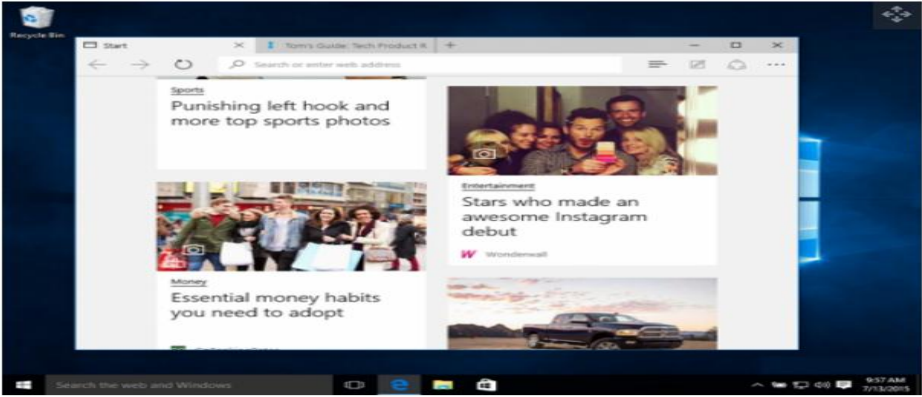 Recycle Bin
Start
Tom's Guide: Tech Product R
Search or enter web address
Sports
Punishing left hook and
more top sports photos
Entertainment
Stars who made an
awesome Instagram
debut
W Wonderwall
Money
Essential money habits
you need to adopt
Search the web and Windows
9:57 AM
7/13/2015